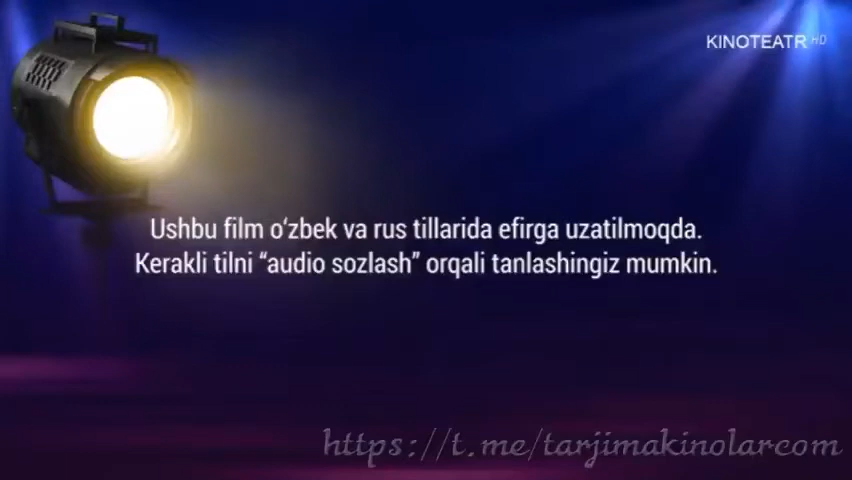 KINOTEATR HD
Ushbu film o‘zbek va rus tillarida efirga uzatilmoqda.
Kerakli tilni “audio sozlash” orqali tanlashingiz mumkin.
https://t.me/tarjimakinolarcom